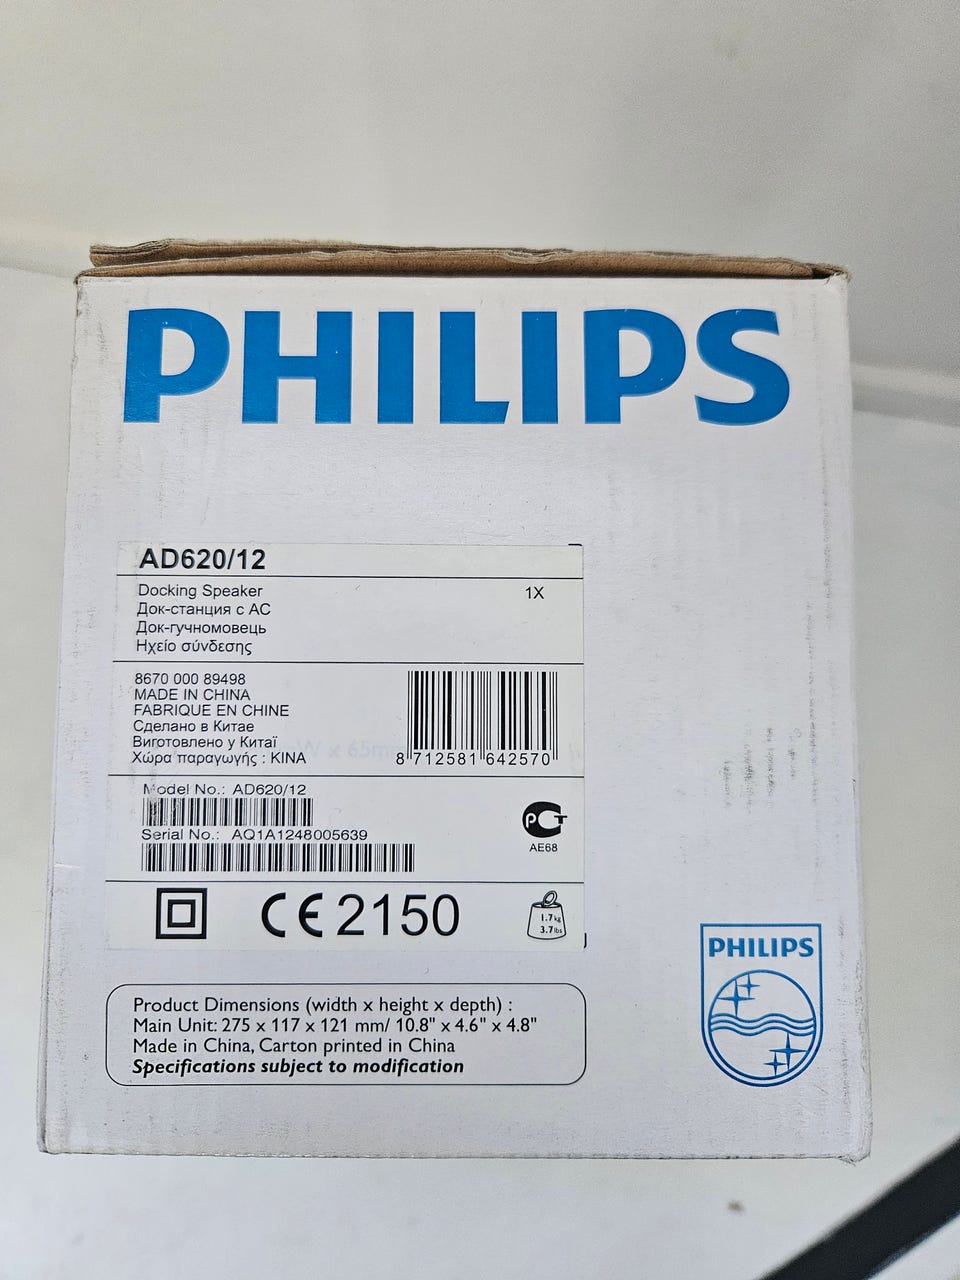 PHILIPS
AD620/12
Docking Speaker 1X
Док-станция с АС
Док-гучномовець
Ηχείο σύνδεσης
8670 000 89498
MADE IN CHINA
FABRIQUE EN CHINE
Сделано в Китае
Виготовлено у Китаї
Χώρα παραγωγής : KINA
8 712581 642570
Model No.: AD620/12
Serial No.: AQ1A1248005639
РСТ
AE68
CE 2150
1.7 kg
3.7 lbs
PHILIPS
Product Dimensions (width x height x depth) :
Main Unit: 275 x 117 x 121 mm/ 10.8" x 4.6" x 4.8"
Made in China, Carton printed in China
Specifications subject to modification